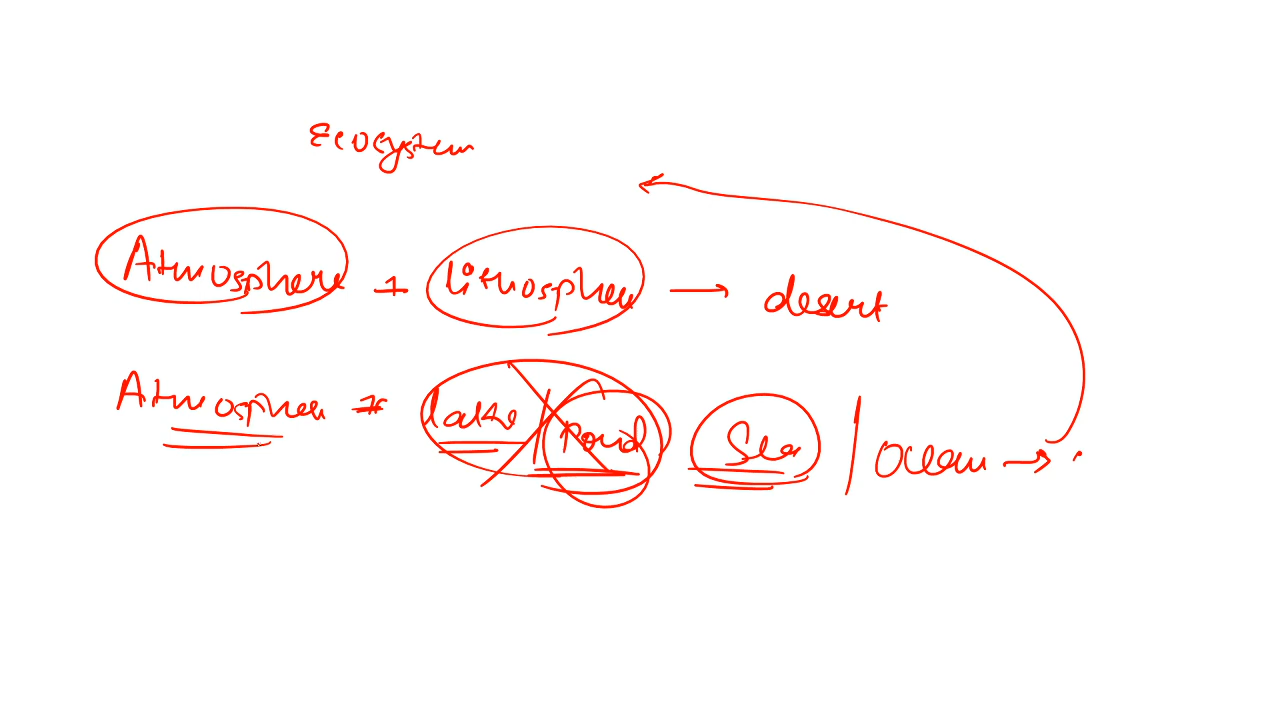 Ecosystem
Atmosphere + Lithosphere → desert
Atmosphere + lake / Pond Sea / Ocean →